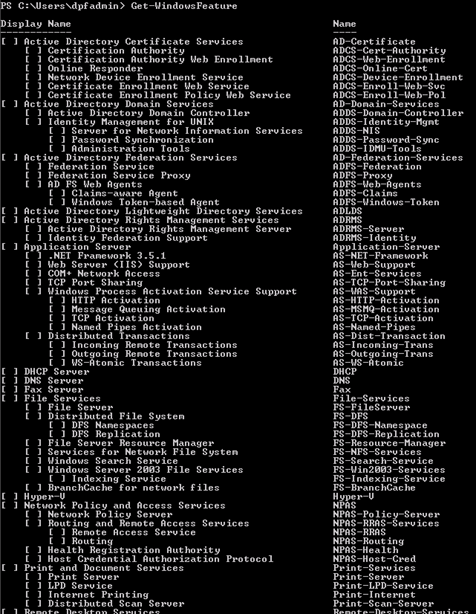 PS C:\Users\dpfadmin> Get-WindowsFeature
Display Name Name
------------ ----
[ ] Active Directory Certificate Services AD-Certificate
[ ] Certification Authority ADCS-Cert-Authority
[ ] Certification Authority Web Enrollment ADCS-Web-Enrollment
[ ] Online Responder ADCS-Online-Cert
[ ] Network Device Enrollment Service ADCS-Device-Enrollment
[ ] Certificate Enrollment Web Service ADCS-Enroll-Web-Svc
[ ] Certificate Enrollment Policy Web Service ADCS-Enroll-Web-Pol
[ ] Active Directory Domain Services AD-Domain-Services
[ ] Active Directory Domain Controller ADDS-Domain-Controller
[ ] Identity Management for UNIX ADDS-Identity-Mgmt
[ ] Server for Network Information Services ADDS-NIS
[ ] Password Synchronization ADDS-Password-Sync
[ ] Administration Tools ADDS-IDMU-Tools
[ ] Active Directory Federation Services AD-Federation-Services
[ ] Federation Service ADFS-Federation
[ ] Federation Service Proxy ADFS-Proxy
[ ] AD FS Web Agents ADFS-Web-Agents
[ ] Claims-aware Agent ADFS-Claims
[ ] Windows Token-based Agent ADFS-Windows-Token
[ ] Active Directory Lightweight Directory Services ADLDS
[ ] Active Directory Rights Management Services ADRMS
[ ] Active Directory Rights Management Server ADRMS-Server
[ ] Identity Federation Support ADRMS-Identity
[ ] Application Server Application-Server
[ ] .NET Framework 3.5.1 AS-NET-Framework
[ ] Web Server (IIS) Support AS-Web-Support
[ ] COM+ Network Access AS-Ent-Services
[ ] TCP Port Sharing AS-TCP-Port-Sharing
[ ] Windows Process Activation Service Support AS-WAS-Support
[ ] HTTP Activation AS-HTTP-Activation
[ ] Message Queuing Activation AS-MSMQ-Activation
[ ] TCP Activation AS-TCP-Activation
[ ] Named Pipes Activation AS-Named-Pipes
[ ] Distributed Transactions AS-Dist-Transaction
[ ] Incoming Remote Transactions AS-Incoming-Trans
[ ] Outgoing Remote Transactions AS-Outgoing-Trans
[ ] WS-Atomic Transactions AS-WS-Atomic
[ ] DHCP Server DHCP
[ ] DNS Server DNS
[ ] Fax Server Fax
[ ] File Services File-Services
[ ] File Server FS-FileServer
[ ] Distributed File System FS-DFS
[ ] DFS Namespaces FS-DFS-Namespace
[ ] DFS Replication FS-DFS-Replication
[ ] File Server Resource Manager FS-Resource-Manager
[ ] Services for Network File System FS-NFS-Services
[ ] Windows Search Service FS-Search-Service
[ ] Windows Server 2003 File Services FS-Win2003-Services
[ ] Indexing Service FS-Indexing-Service
[ ] BranchCache for network files FS-BranchCache
[ ] Hyper-V Hyper-V
[ ] Network Policy and Access Services NPAS
[ ] Network Policy Server NPAS-Policy-Server
[ ] Routing and Remote Access Services NPAS-RRAS-Services
[ ] Remote Access Service NPAS-RRAS
[ ] Routing NPAS-Routing
[ ] Health Registration Authority NPAS-Health
[ ] Host Credential Authorization Protocol NPAS-Host-Cred
[ ] Print and Document Services Print-Services
[ ] Print Server Print-Server
[ ] LPD Service Print-LPD-Service
[ ] Internet Printing Print-Internet
[ ] Distributed Scan Server Print-Scan-Server
[ ] Remote Desktop Services Remote-Desktop-Services